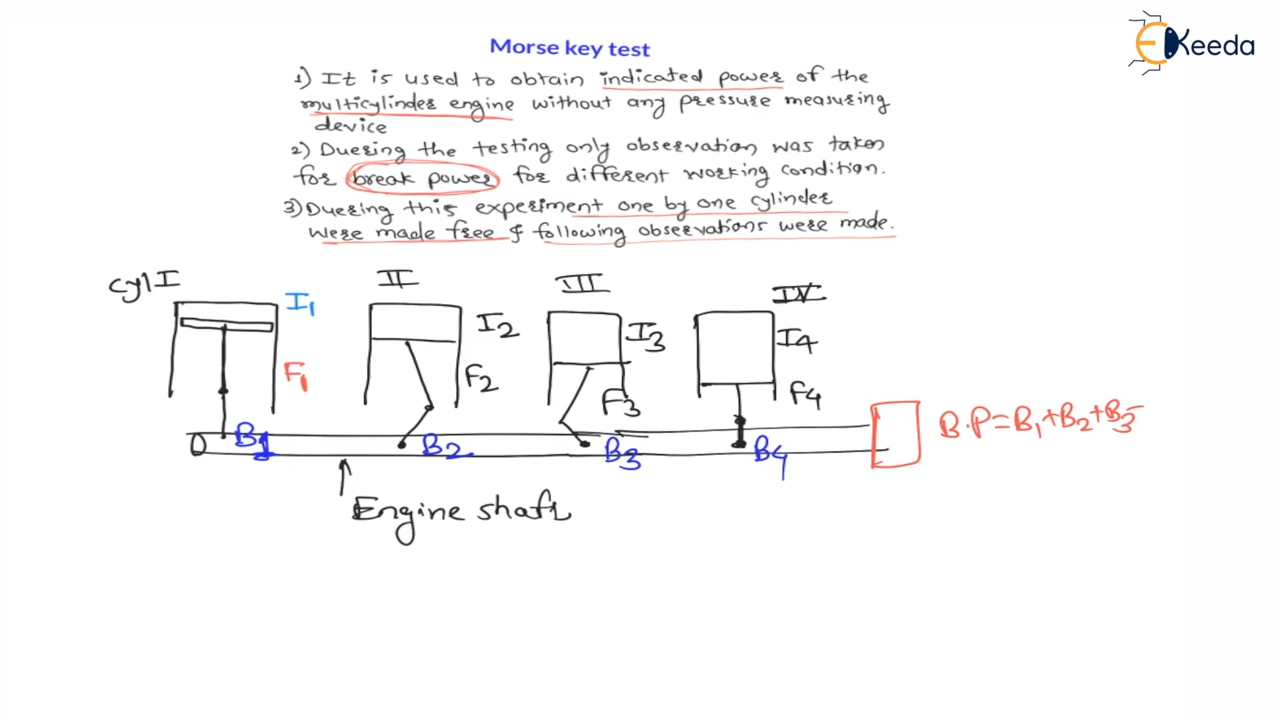 Morse key test
Keeda
1) It is used to obtain indicated power of the
multicylinder engine without any pressure measuring
device
2) Duering the testing only observation was taken
for break power for different working condition.
3) Duering this experiment one by one cylinder
were made free & following observations were made.
cyl I II III IV
I1 I2 I3 I4
F1 F2 F3 F4
B1 B2 B3 B4
B.P=B1+B2+B3
Engine shaft